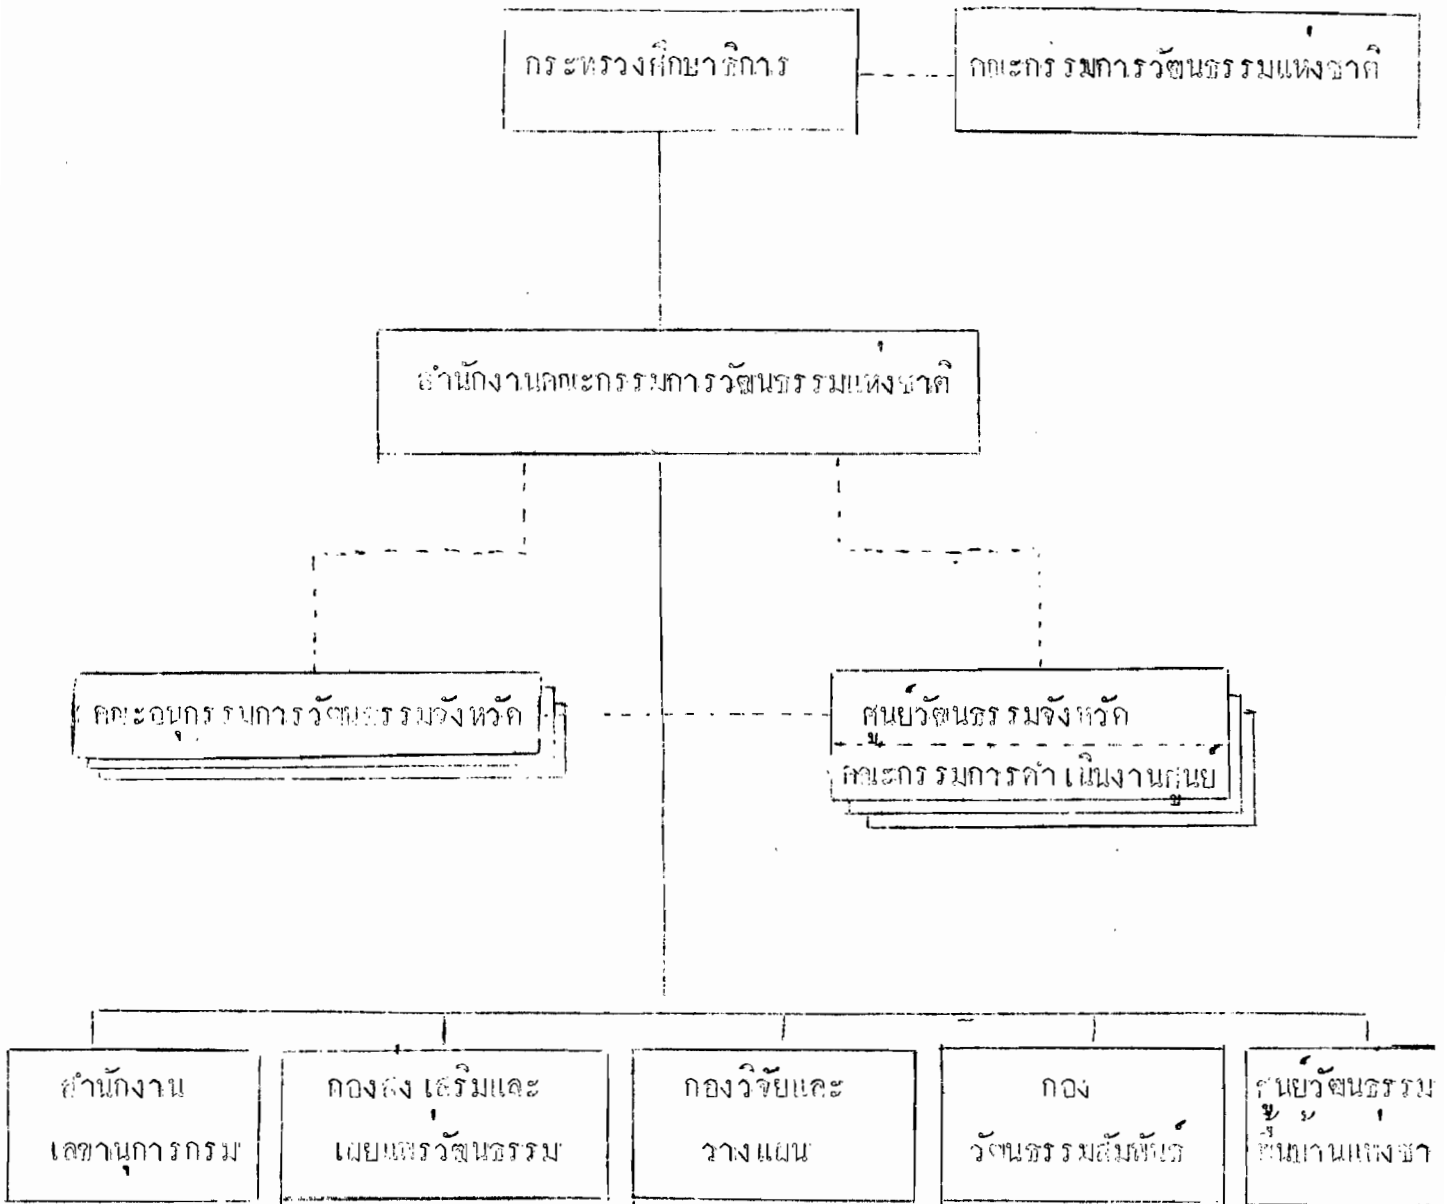 กระทรวงศึกษาธิการ
คณะกรรมการวัฒนธรรมแห่งชาติ
สำนักงานคณะกรรมการวัฒนธรรมแห่งชาติ
คณะอนุกรรมการวัฒนธรรมจังหวัด
ศูนย์วัฒนธรรมจังหวัด
คณะกรรมการดำเนินงานศูนย์
สำนักงาน
เลขานุการกรม
กองส่งเสริมและ
เผยแพร่วัฒนธรรม
กองวิจัยและ
วางแผน
กอง
วัฒนธรรมสัมพันธ์
ศูนย์วัฒนธรรม
พื้นบ้านแห่งชา